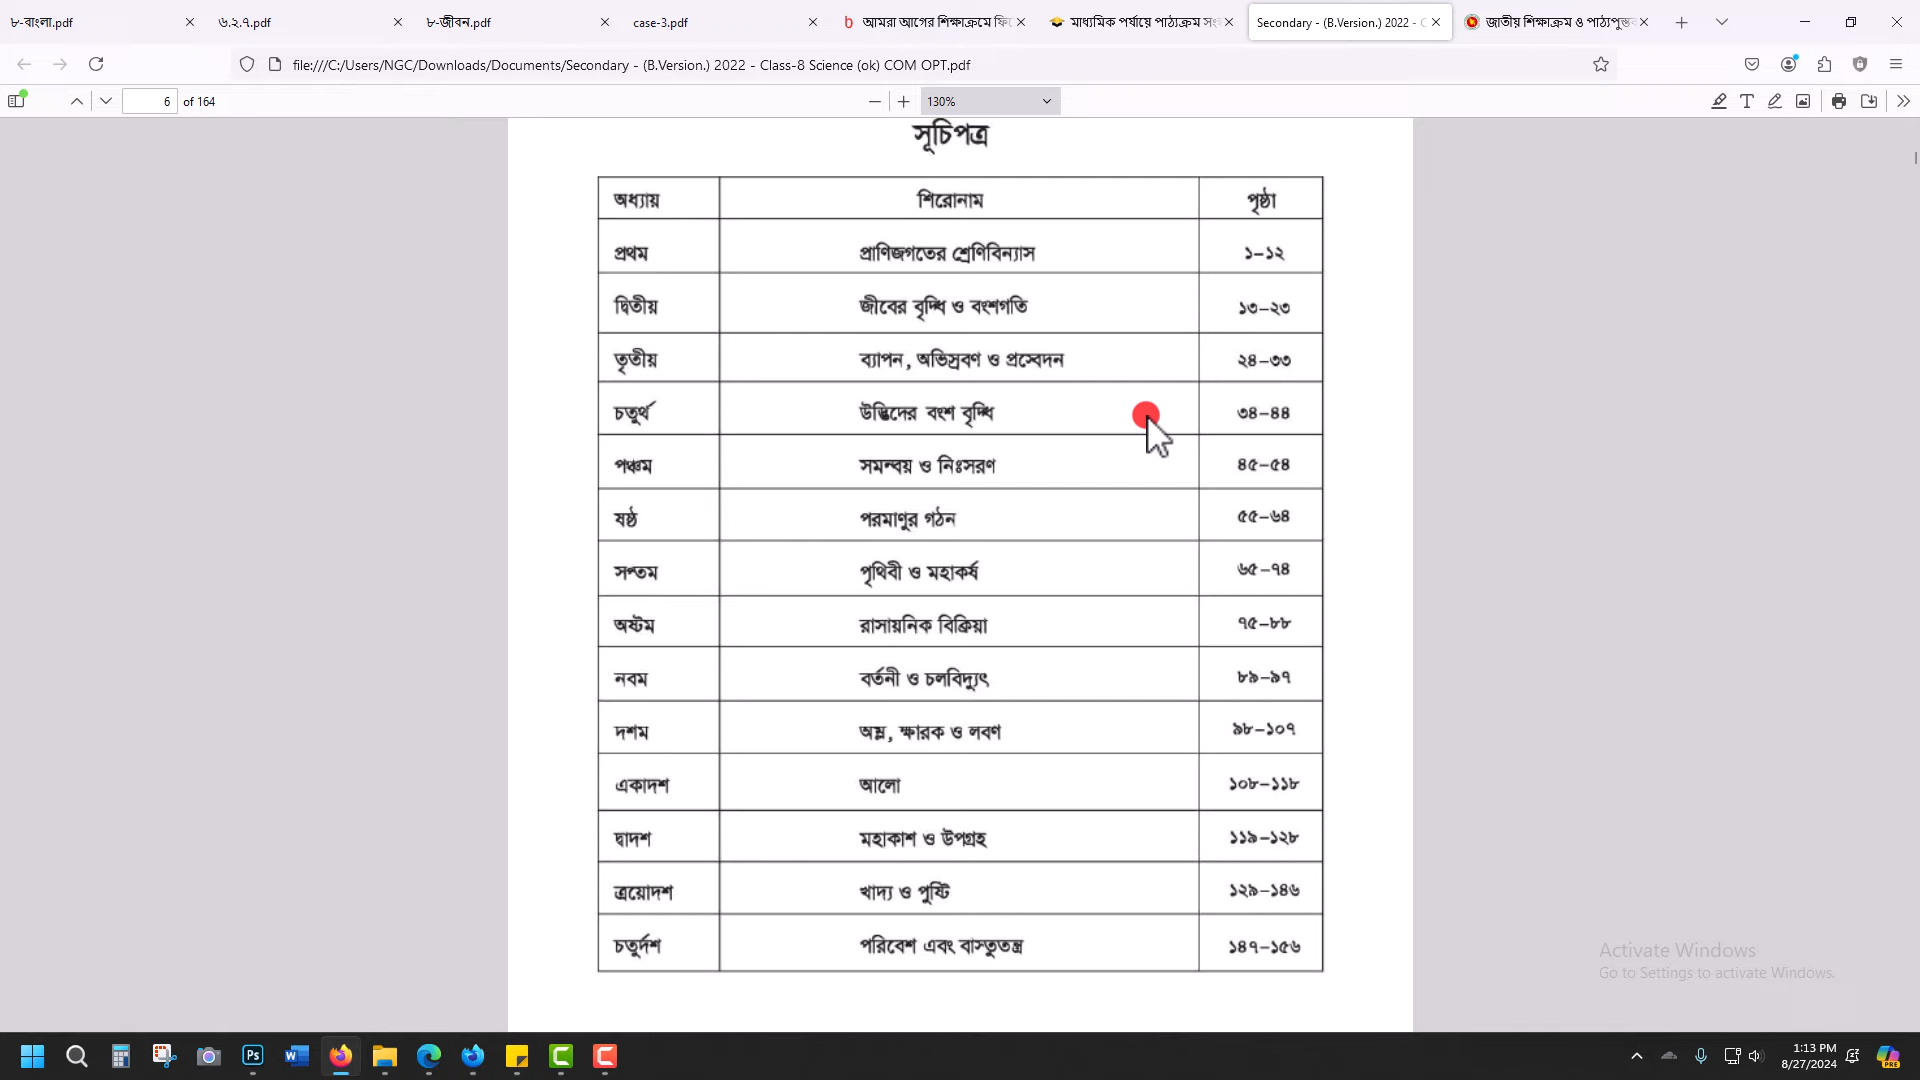 ৮-বাংলা.pdf
৬.২.৭.pdf
৮-জীবন.pdf
case-3.pdf
আমরা আগের শিক্ষাক্রমে ফি
মাধ্যমিক পর্যায়ে পাঠ্যক্রম সং
Secondary - (B.Version.) 2022 - C
জাতীয় শিক্ষাক্রম ও পাঠ্যপুস্তক
file:///C:/Users/NGC/Downloads/Documents/Secondary - (B.Version.) 2022 - Class-8 Science (ok) COM OPT.pdf
6 of 164
130%
সূচিপত্র
অধ্যায় শিরোনাম পৃষ্ঠা
প্রথম প্রাণিজগতের শ্রেণিবিন্যাস ১–১২
দ্বিতীয় জীবের বৃদ্ধি ও বংশগতি ১৩–২৩
তৃতীয় ব্যাপন, অভিস্রবণ ও প্রস্বেদন ২৪–৩৩
চতুর্থ উদ্ভিদের বংশ বৃদ্ধি ৩৪–৪৪
পঞ্চম সমন্বয় ও নিঃসরণ ৪৫–৫৪
ষষ্ঠ পরমাণুর গঠন ৫৫–৬৪
সপ্তম পৃথিবী ও মহাকর্ষ ৬৫–৭৪
অষ্টম রাসায়নিক বিক্রিয়া ৭৫–৮৮
নবম বর্তনী ও চলবিদ্যুৎ ৮৯–৯৭
দশম অম্ল, ক্ষারক ও লবণ ৯৮–১০৭
একাদশ আলো ১০৮–১১৮
দ্বাদশ মহাকাশ ও উপগ্রহ ১১৯–১২৮
ত্রয়োদশ খাদ্য ও পুষ্টি ১২৯–১৪৬
চতুর্দশ পরিবেশ এবং বাস্তুতন্ত্র ১৪৭–১৫৬
Activate Windows
Go to Settings to activate Windows.
1:13 PM
8/27/2024